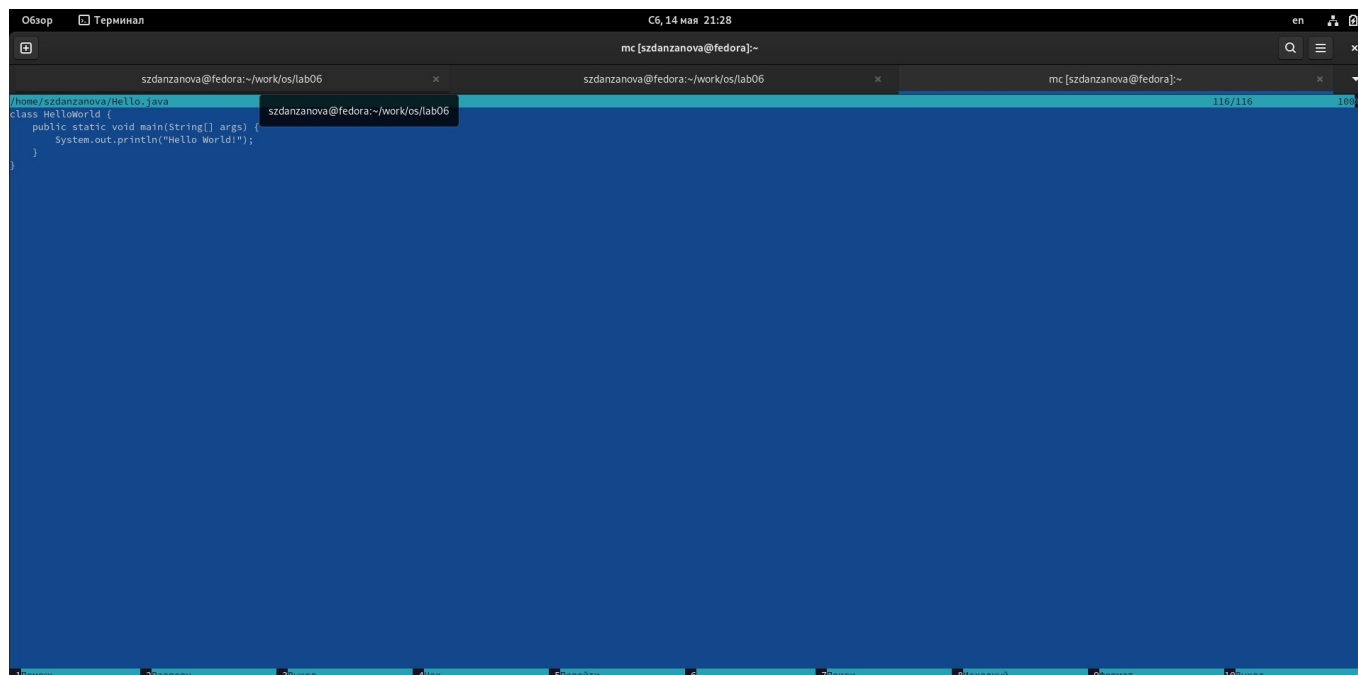 Обзор Терминал Сб, 14 мая 21:28 en
mc [szdanzanova@fedora]:~
szdanzanova@fedora:~/work/os/lab06 × szdanzanova@fedora:~/work/os/lab06 × mc [szdanzanova@fedora]:~ ×
/home/szdanzanova/Hello.java 116/116 100
szdanzanova@fedora:~/work/os/lab06
class HelloWorld {
    public static void main(String[] args) {
        System.out.println("Hello World!");
    }
}